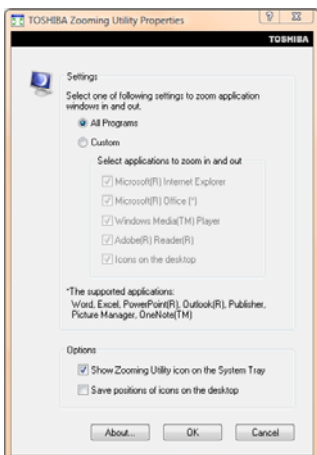 TOSHIBA Zooming Utility Properties
TOSHIBA
Settings
Select one of following settings to zoom application
windows in and out.
All Programs
Custom
Select applications to zoom in and out
Microsoft(R) Internet Explorer
Microsoft(R) Office (*)
Windows Media(TM) Player
Adobe(R) Reader(R)
Icons on the desktop
*The supported applications:
Word, Excel, PowerPoint(R), Outlook(R), Publisher,
Picture Manager, OneNote(TM)
Options
Show Zooming Utility icon on the System Tray
Save positions of icons on the desktop
About... OK Cancel